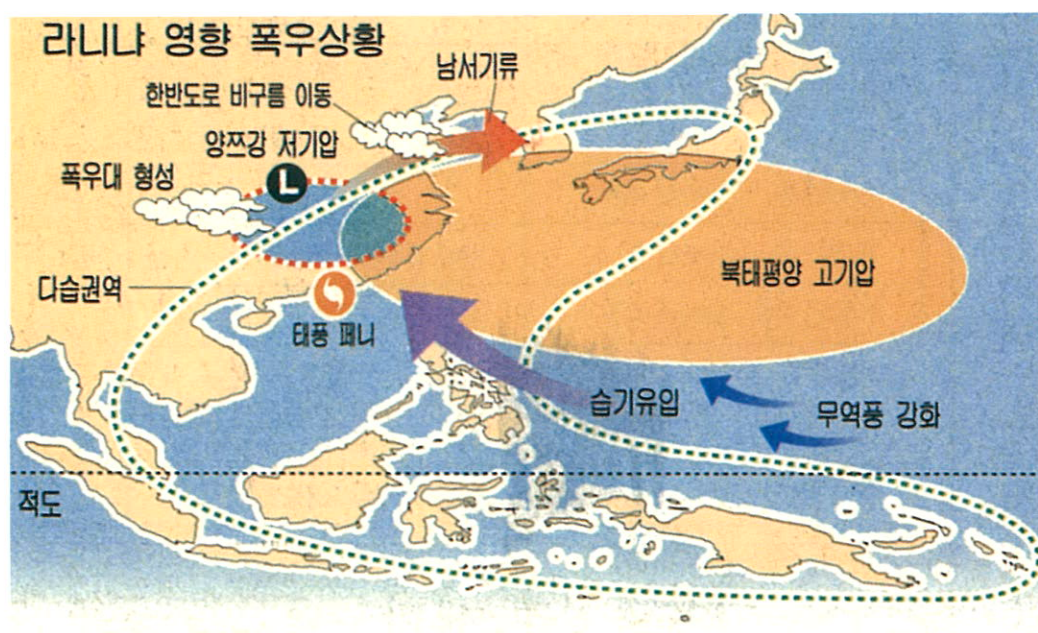 라니냐 영향 폭우상황
남서기류
한반도로 비구름 이동
양쯔강 저기압
폭우대 형성
L
다습권역
북태평양 고기압
태풍 페니
습기유입
무역풍 강화
적도